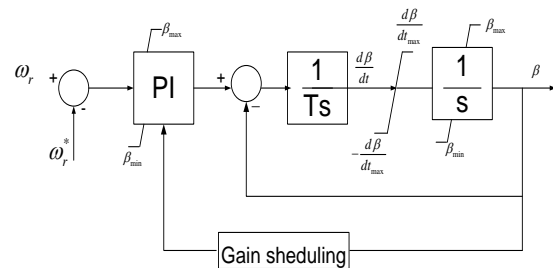 β_max
dβ/dt_max
β_max
ω_r
+
PI
+
1/Ts
dβ/dt
1/s
β
-
−
ω_r^*
β_min
-dβ/dt_max
β_min
Gain sheduling